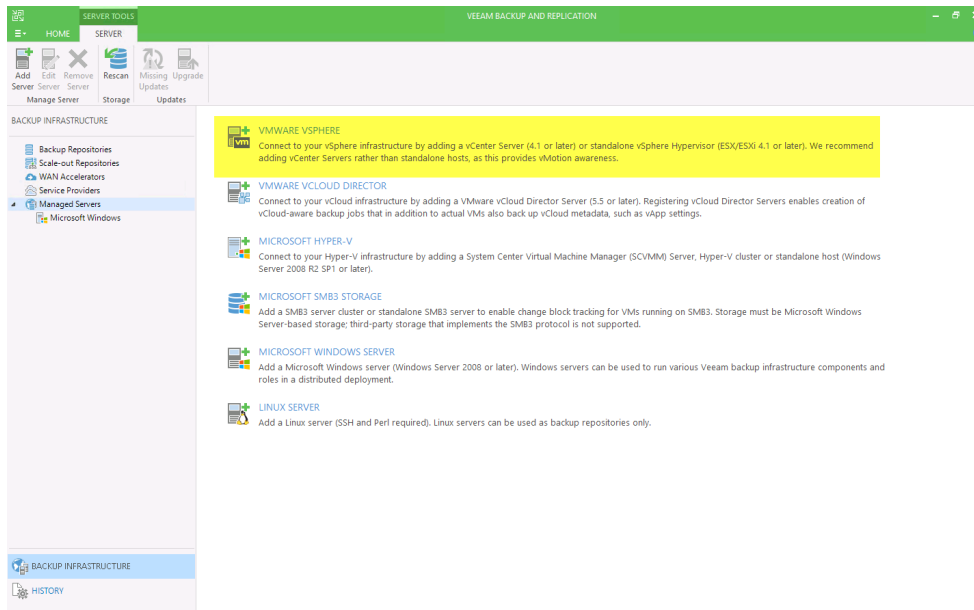 SERVER TOOLS
VEEAM BACKUP AND REPLICATION
HOME
SERVER
Add Server
Edit Server
Remove Server
Rescan
Missing Updates
Upgrade
Manage Server
Storage
Updates
BACKUP INFRASTRUCTURE
Backup Repositories
Scale-out Repositories
WAN Accelerators
Service Providers
Managed Servers
Microsoft Windows
vm
VMWARE VSPHERE
Connect to your vSphere infrastructure by adding a vCenter Server (4.1 or later) or standalone vSphere Hypervisor (ESX/ESXi 4.1 or later). We recommend
adding vCenter Servers rather than standalone hosts, as this provides vMotion awareness.
VMWARE VCLOUD DIRECTOR
Connect to your vCloud infrastructure by adding a VMware vCloud Director Server (5.5 or later). Registering vCloud Director Servers enables creation of
vCloud-aware backup jobs that in addition to actual VMs also back up vCloud metadata, such as vApp settings.
MICROSOFT HYPER-V
Connect to your Hyper-V infrastructure by adding a System Center Virtual Machine Manager (SCVMM) Server, Hyper-V cluster or standalone host (Windows
Server 2008 R2 SP1 or later).
MICROSOFT SMB3 STORAGE
Add a SMB3 server cluster or standalone SMB3 server to enable change block tracking for VMs running on SMB3. Storage must be Microsoft Windows
Server-based storage; third-party storage that implements the SMB3 protocol is not supported.
MICROSOFT WINDOWS SERVER
Add a Microsoft Windows server (Windows Server 2008 or later). Windows servers can be used to run various Veeam backup infrastructure components and
roles in a distributed deployment.
LINUX SERVER
Add a Linux server (SSH and Perl required). Linux servers can be used as backup repositories only.
BACKUP INFRASTRUCTURE
HISTORY